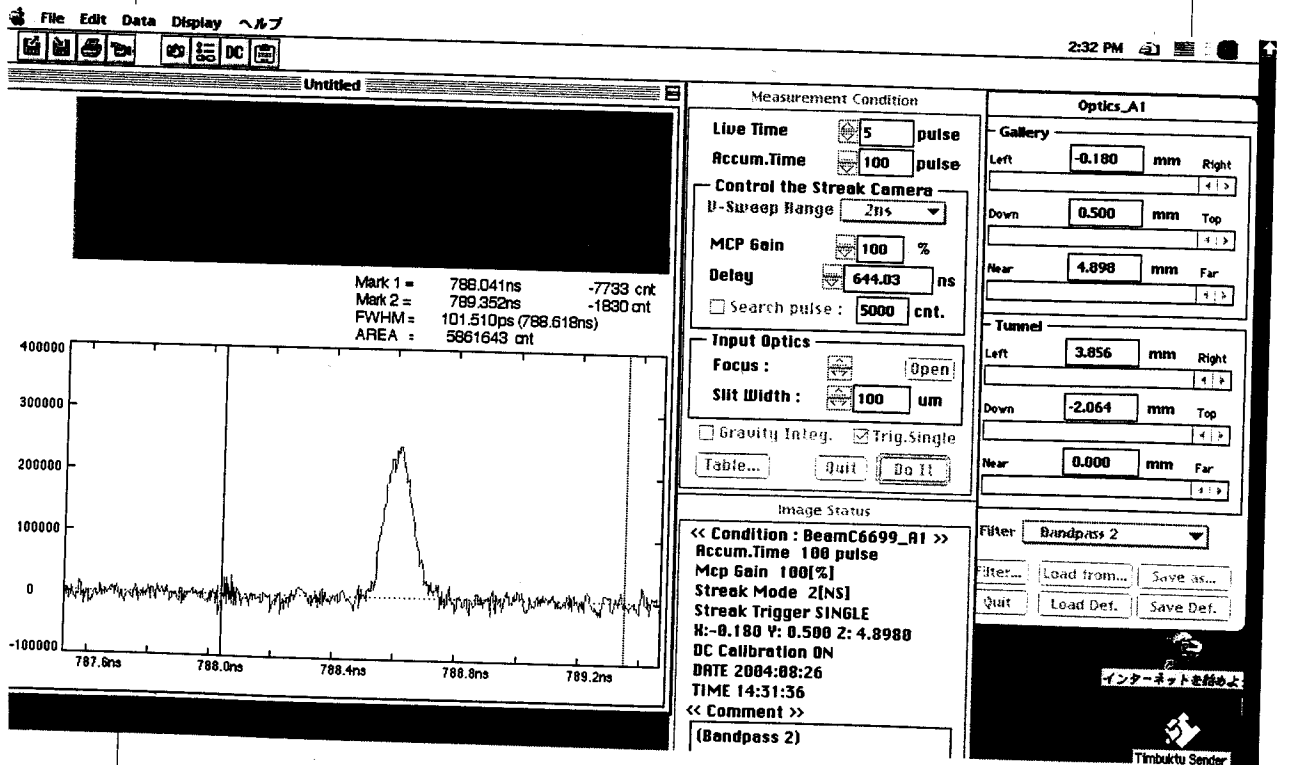 File Edit Data Display ヘルプ
2:32 PM
DC
Untitled
Mark 1 = 788.041ns -7733 cnt
Mark 2 = 789.352ns -1830 cnt
FWHM = 101.510ps (788.618ns)
AREA : 5861643 cnt
400000
300000
200000
100000
0
-100000
787.6ns 788.0ns 788.4ns 788.8ns 789.2ns
Measurement Condition
Live Time 5 pulse
Accum.Time 100 pulse
Control the Streak Camera
V-Sweep Range 2ns
MCP Gain 100 %
Delay 644.03 ns
Search pulse : 5000 cnt.
Input Optics
Focus : Open
Slit Width : 100 um
Gravity Integ. Trig.Single
Table... Quit Do It
Image Status
<< Condition : BeamC6699_A1 >>
Accum.Time 100 pulse
Mcp Gain 100[%]
Streak Mode 2[NS]
Streak Trigger SINGLE
X:-0.180 Y: 0.500 Z: 4.8980
DC Calibration ON
DATE 2004:08:26
TIME 14:31:36
<< Comment >>
(Bandpass 2)
Optics_A1
Gallery
Left -0.180 mm Right
Down 0.500 mm Top
Near 4.898 mm Far
Tunnel
Left 3.856 mm Right
Down -2.064 mm Top
Near 0.000 mm Far
Filter Bandpass 2
Filter... Load from... Save as...
Quit Load Def. Save Def.
インターネットを始めよ
Timbuktu Sender